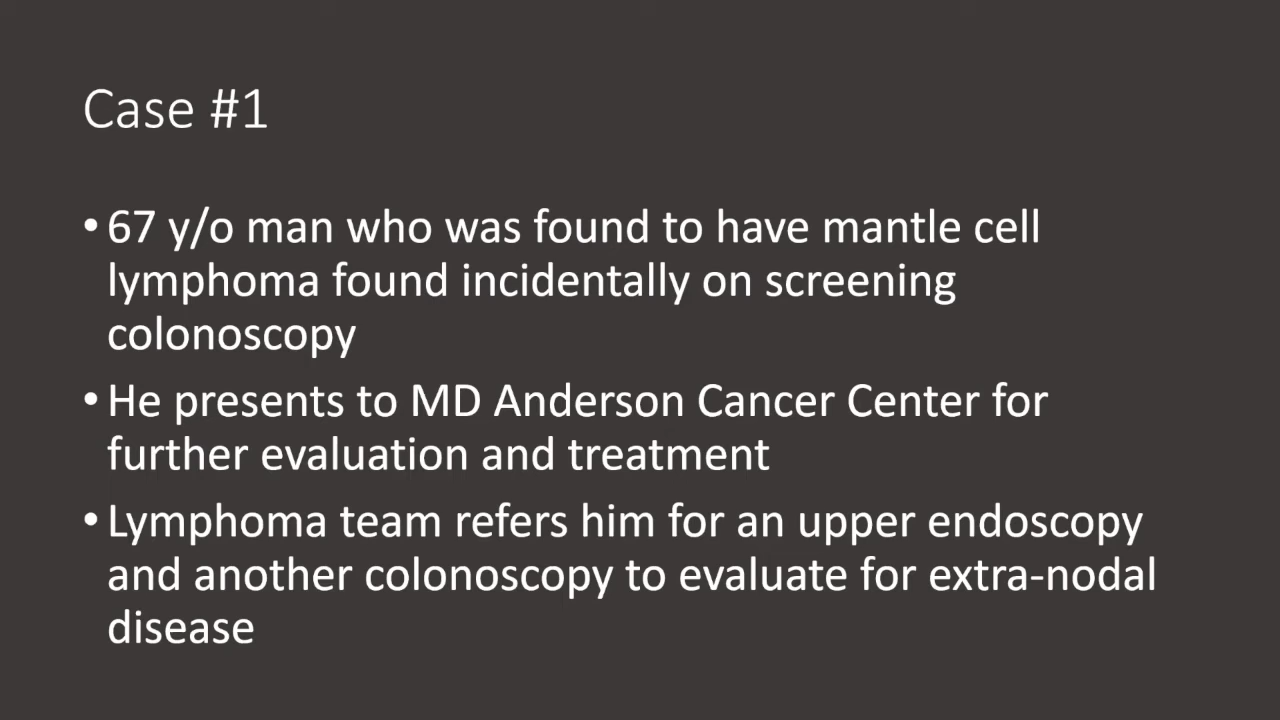 Case #1
• 67 y/o man who was found to have mantle cell
lymphoma found incidentally on screening
colonoscopy
• He presents to MD Anderson Cancer Center for
further evaluation and treatment
• Lymphoma team refers him for an upper endoscopy
and another colonoscopy to evaluate for extra-nodal
disease